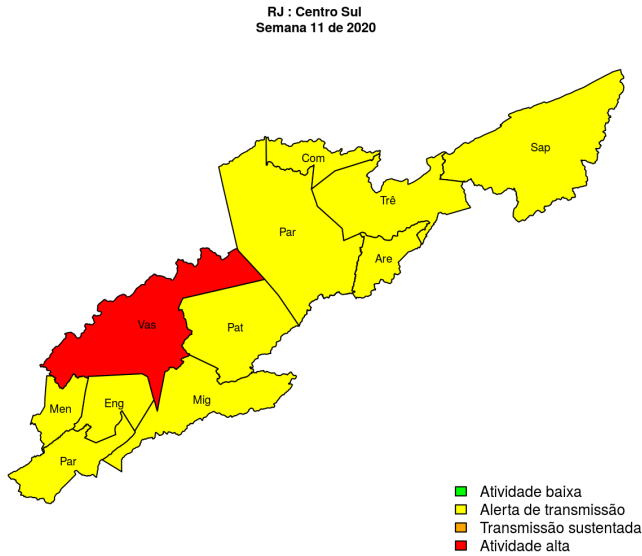 RJ : Centro Sul
Semana 11 de 2020
Sap
Com
Trê
Par
Are
Vas
Pat
Mig
Eng
Men
Par
Atividade baixa
Alerta de transmissão
Transmissão sustentada
Atividade alta